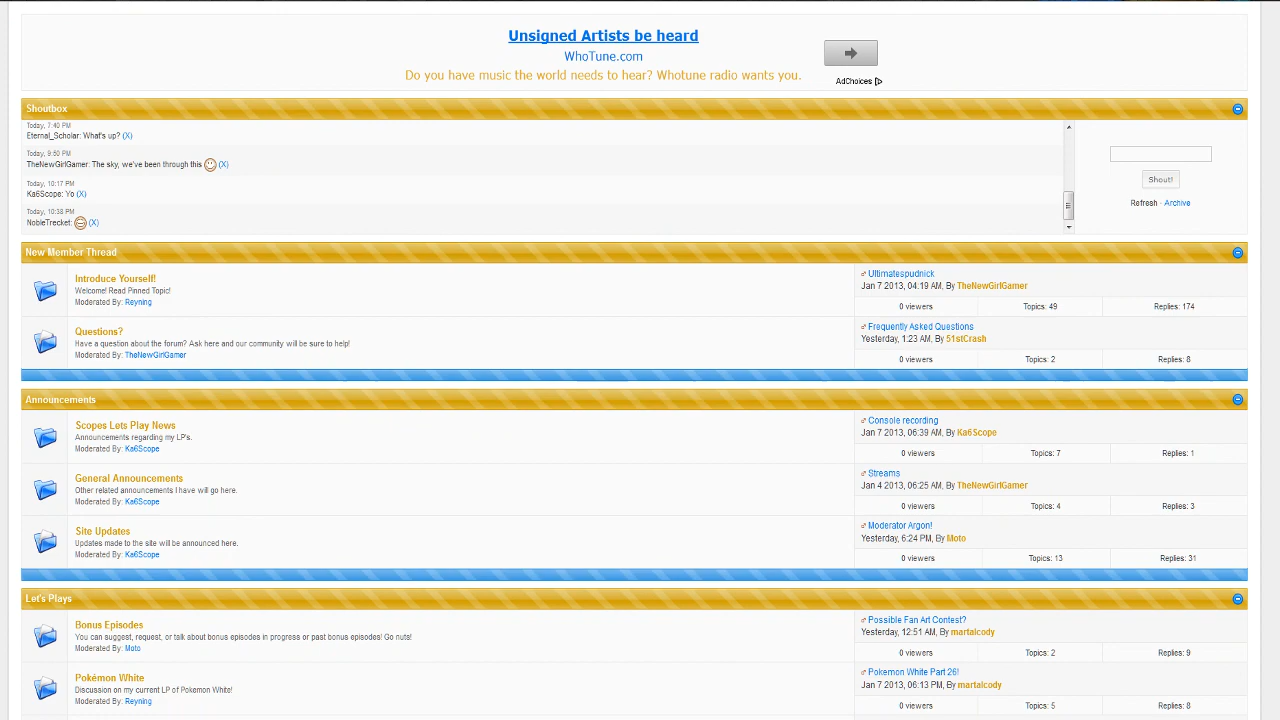 Unsigned Artists be heard
WhoTune.com
Do you have music the world needs to hear? Whotune radio wants you.
AdChoices
Shoutbox
Today, 7:40 PM
Eternal_Scholar: What's up? (X)
Today, 9:50 PM
TheNewGirlGamer: The sky, we've been through this (X)
Today, 10:17 PM
Ka6Scope: Yo (X)
Today, 10:38 PM
NobleTrecket: (X)
Shout!
Refresh - Archive
New Member Thread
Introduce Yourself!
Welcome! Read Pinned Topic!
Moderated By: Reyning
Ultimatespudnick
Jan 7 2013, 04:19 AM, By TheNewGirlGamer
0 viewers Topics: 49 Replies: 174
Questions?
Have a question about the forum? Ask here and our community will be sure to help!
Moderated By: TheNewGirlGamer
Frequently Asked Questions
Yesterday, 1:23 AM, By 51stCrash
0 viewers Topics: 2 Replies: 8
Announcements
Scopes Lets Play News
Announcements regarding my LP's.
Moderated By: Ka6Scope
Console recording
Jan 7 2013, 06:39 AM, By Ka6Scope
0 viewers Topics: 7 Replies: 1
General Announcements
Other related announcements I have will go here.
Moderated By: Ka6Scope
Streams
Jan 4 2013, 06:25 AM, By TheNewGirlGamer
0 viewers Topics: 4 Replies: 3
Site Updates
Updates made to the site will be announced here.
Moderated By: Ka6Scope
Moderator Argon!
Yesterday, 6:24 PM, By Moto
0 viewers Topics: 13 Replies: 31
Let's Plays
Bonus Episodes
You can suggest, request, or talk about bonus episodes in progress or past bonus episodes! Go nuts!
Moderated By: Moto
Possible Fan Art Contest?
Yesterday, 12:51 AM, By martalcody
0 viewers Topics: 2 Replies: 9
Pokémon White
Discussion on my current LP of Pokemon White!
Moderated By: Reyning
Pokemon White Part 26!
Jan 7 2013, 06:13 PM, By martalcody
0 viewers Topics: 5 Replies: 8